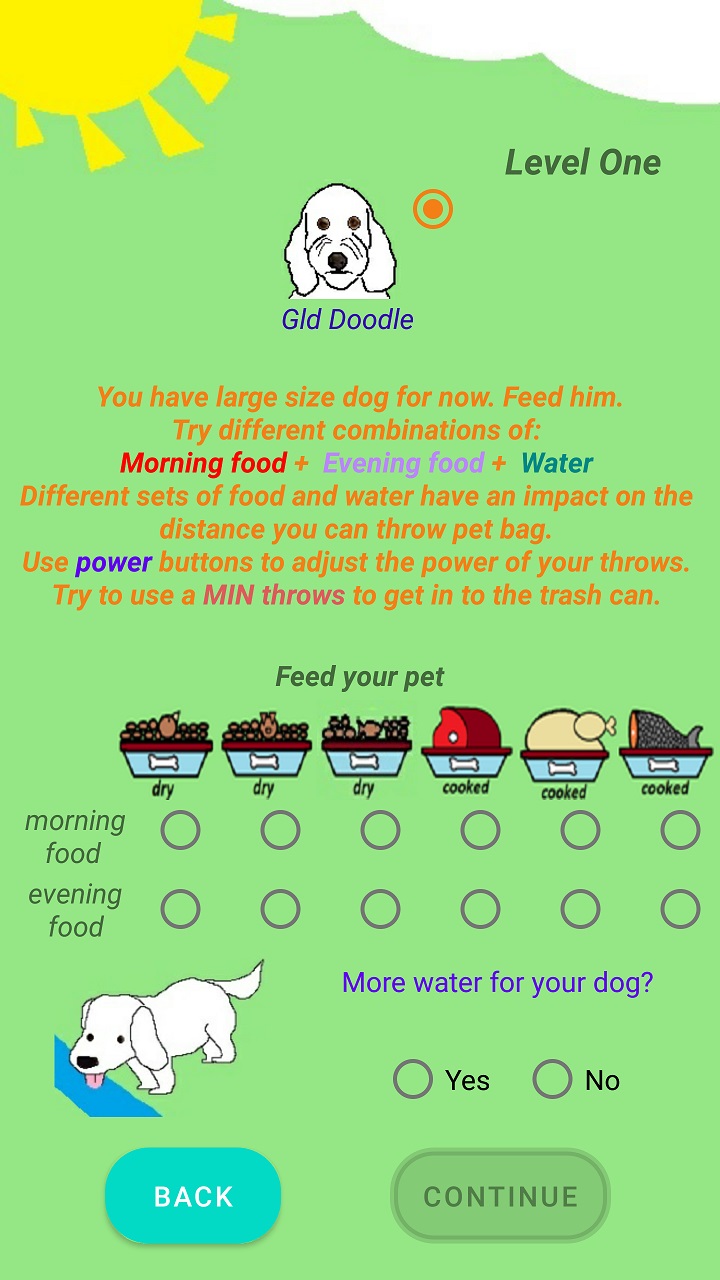 Level One
Gld Doodle
You have large size dog for now. Feed him.
Try different combinations of:
Morning food + Evening food + Water
Different sets of food and water have an impact on the
distance you can throw pet bag.
Use power buttons to adjust the power of your throws.
Try to use a MIN throws to get in to the trash can.
Feed your pet
dry dry dry cooked cooked cooked
morning
food
evening
food
More water for your dog?
Yes No
BACK CONTINUE